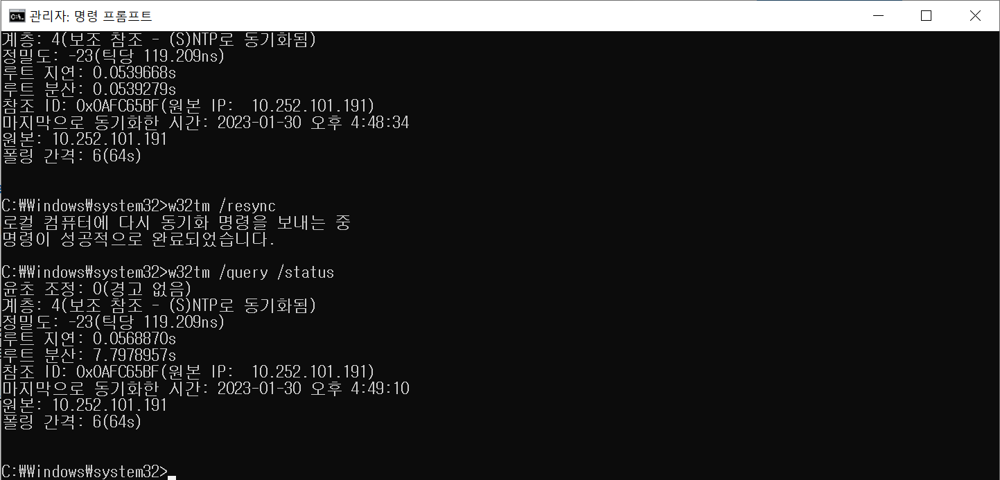 관리자: 명령 프롬프트
계층: 4(보조 참조 - (S)NTP로 동기화됨)
정밀도: -23(틱당 119.209ns)
루트 지연: 0.0539668s
루트 분산: 0.0539279s
참조 ID: 0x0AFC65BF(원본 IP:  10.252.101.191)
마지막으로 동기화한 시간: 2023-01-30 오후 4:48:34
원본: 10.252.101.191
폴링 간격: 6(64s)
C:₩Windows₩system32>w32tm /resync
로컬 컴퓨터에 다시 동기화 명령을 보내는 중
명령이 성공적으로 완료되었습니다.
C:₩Windows₩system32>w32tm /query /status
윤초 조정: 0(경고 없음)
계층: 4(보조 참조 - (S)NTP로 동기화됨)
정밀도: -23(틱당 119.209ns)
루트 지연: 0.0568870s
루트 분산: 7.7978957s
참조 ID: 0x0AFC65BF(원본 IP:  10.252.101.191)
마지막으로 동기화한 시간: 2023-01-30 오후 4:49:10
원본: 10.252.101.191
폴링 간격: 6(64s)
C:₩Windows₩system32>